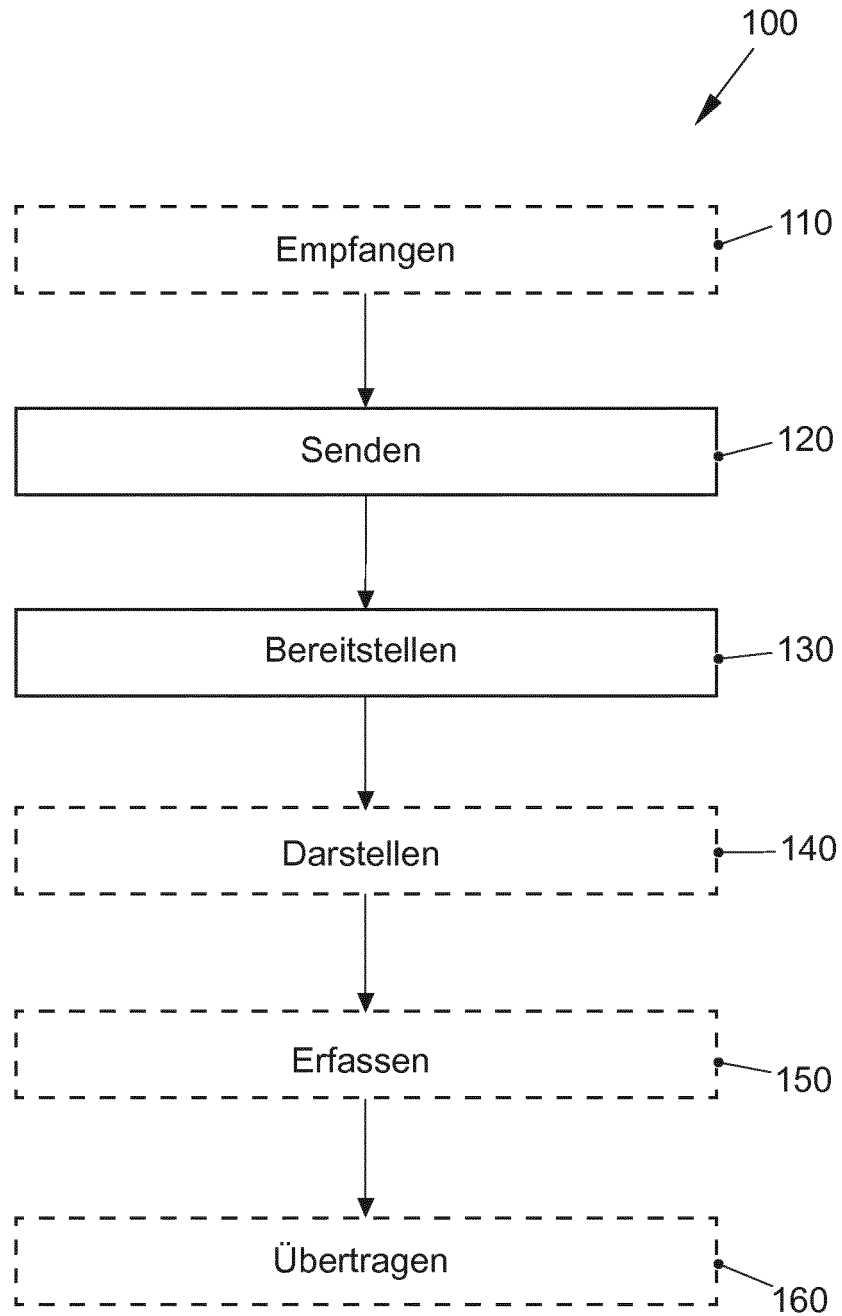 100
Empfangen
110
Senden
120
Bereitstellen
130
Darstellen
140
Erfassen
150
Übertragen
160